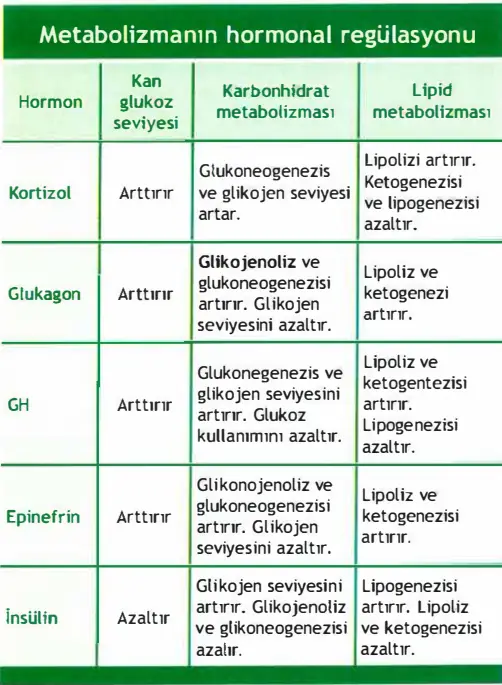 Metabolizmanın hormonal regülasyonu
Hormon
Kan
glukoz
seviyesi
Karbonhidrat
metabolizması
Lipid
metabolizması
Kortizol
Arttırır
Glukoneogenezis
ve glikojen seviyesi
artar.
Lipolizi artırır.
Ketogenezisi
ve lipogenezisi
azaltır.
Glukagon
Arttırır
Glikojenoliz ve
glukoneogenezisi
artırır. Glikojen
seviyesini azaltır.
Lipoliz ve
ketogenezi
artırır.
GH
Arttırır
Glukonegenezis ve
glikojen seviyesini
artırır. Glukoz
kullanımını azaltır.
Lipoliz ve
ketogentezisi
artırır.
Lipogenezisi
azaltır.
Epinefrin
Arttırır
Glikonojenoliz ve
glukoneogenezisi
artırır. Glikojen
seviyesini azaltır.
Lipoliz ve
ketogenezisi
artırır.
İnsülin
Azaltır
Glikojen seviyesini
artırır. Glikojenoliz
ve glikoneogenezisi
azalır.
Lipogenezisi
artırır. Lipoliz
ve ketogenezisi
azaltır.